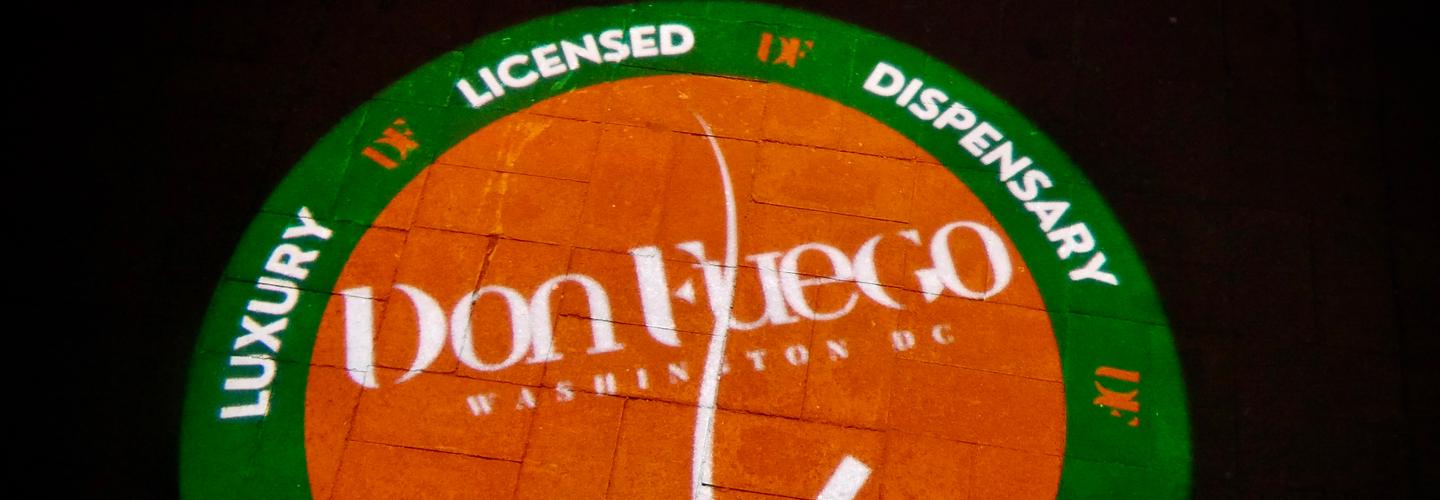 LUXURY DF LICENSED DF DISPENSARY DF
Don Fuego
WASHINGTON DC